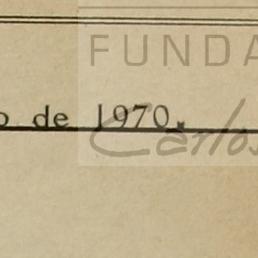 FUNDA
o de 1970.
Carlos